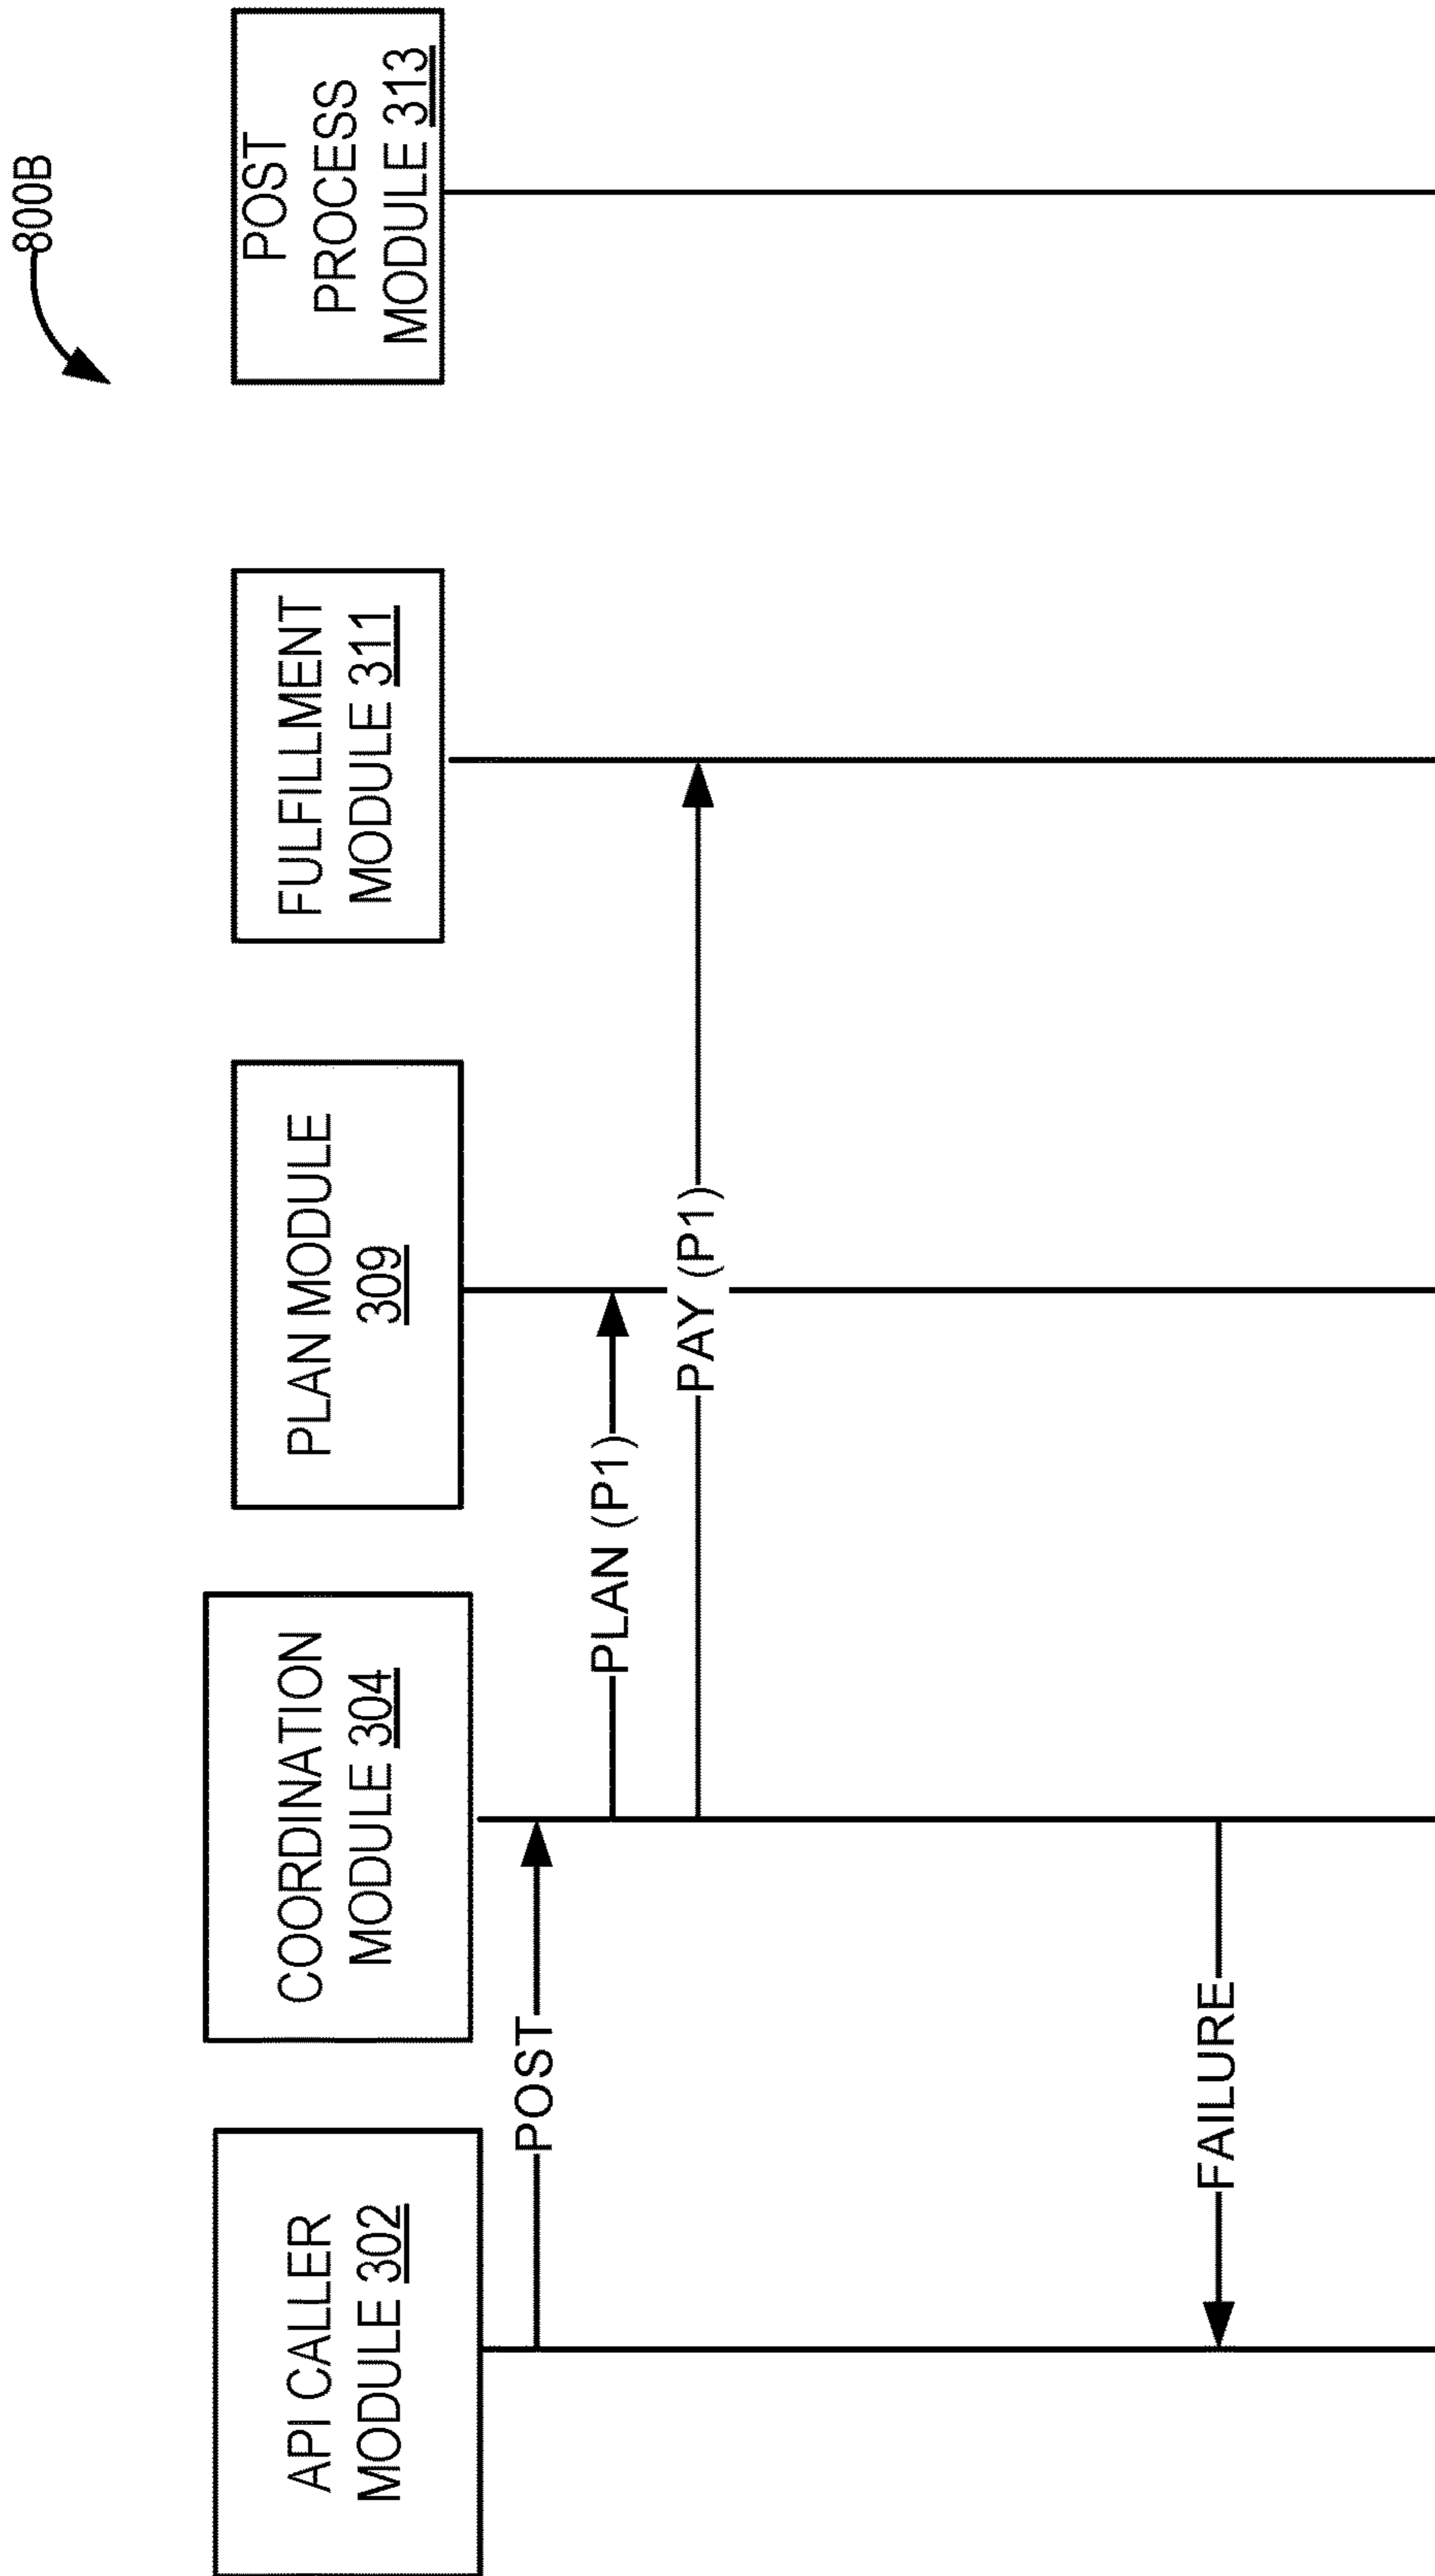 800B
API CALLER
MODULE 302
COORDINATION
MODULE 304
PLAN MODULE
309
FULFILLMENT
MODULE 311
POST
PROCESS
MODULE 313
POST
PLAN (P1)
PAY (P1)
FAILURE